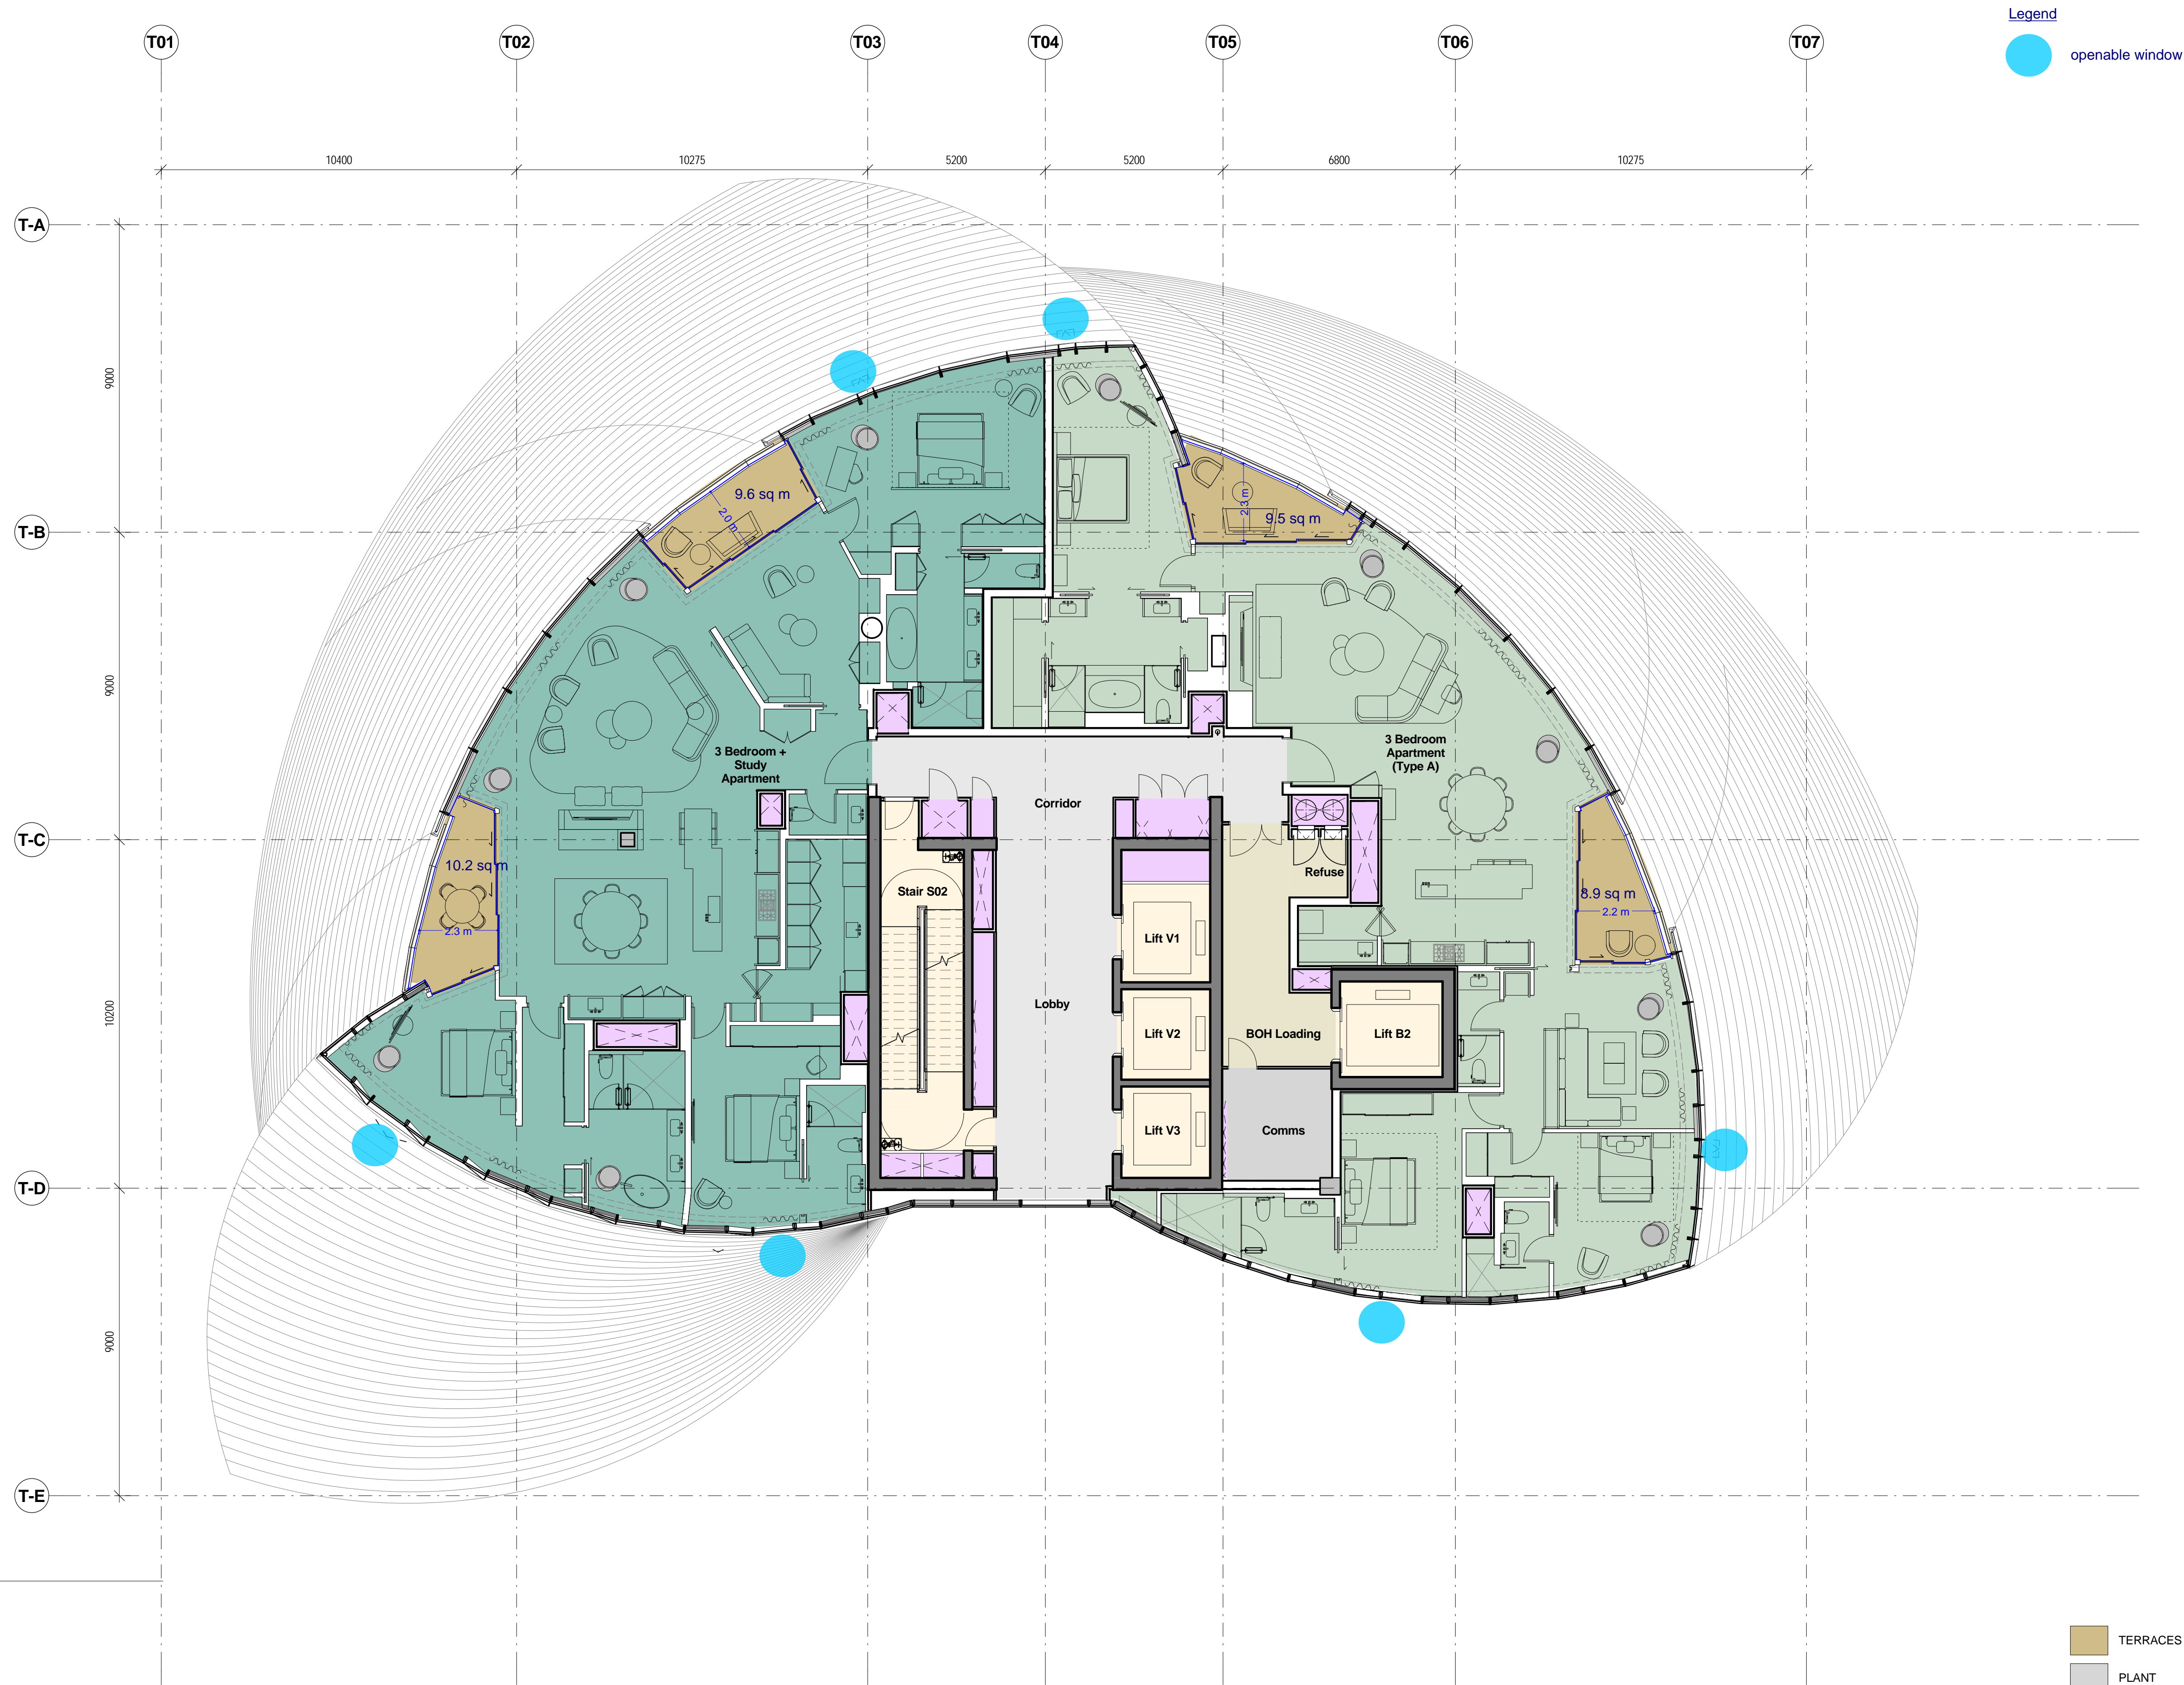 Legend
openable window
T01
T02
T03
T04
T05
T06
T07
10400
10275
5200
5200
6800
10275
T-A
9000
T-B
9000
T-C
10200
T-D
9000
T-E
9.6 sq m
2.0 m
2.3 m
9.5 sq m
3 Bedroom +
Study
Apartment
3 Bedroom
Apartment
(Type A)
Corridor
10.2 sq m
2.3 m
Stair S02
Refuse
8.9 sq m
2.2 m
Lift V1
Lobby
Lift V2
BOH Loading
Lift B2
Lift V3
Comms
TERRACES
PLANT